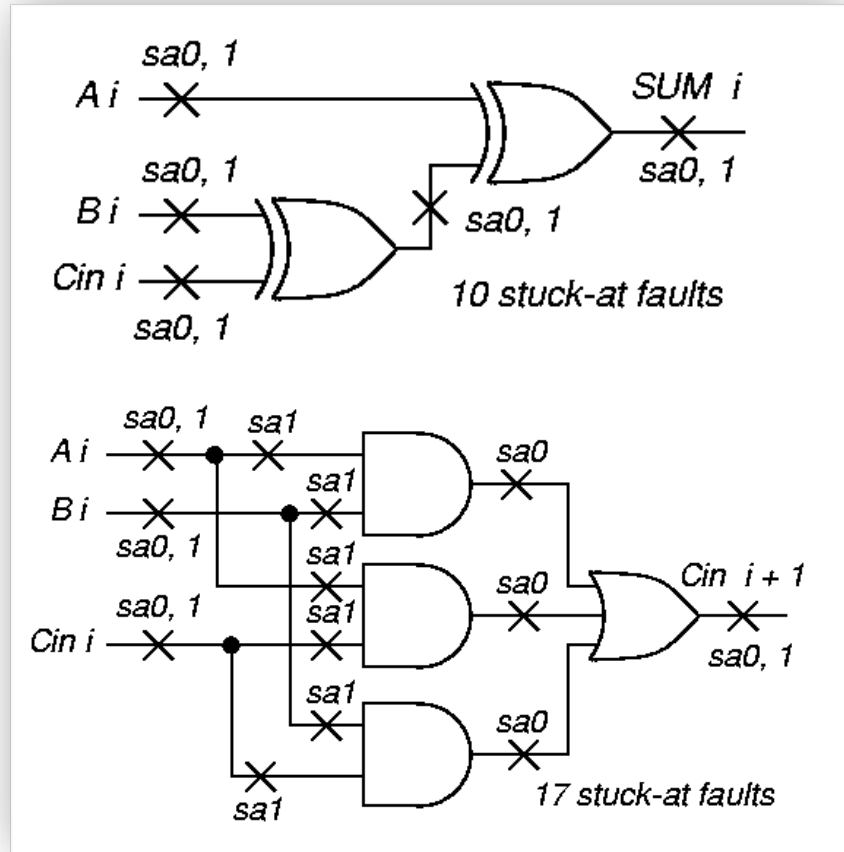 sa0, 1
A i
SUM i
sa0, 1
sa0, 1
B i
sa0, 1
Cin i
10 stuck-at faults
sa0, 1
sa0, 1
sa1
A i
sa0
sa1
B i
sa0, 1
sa1
sa0
Cin i + 1
sa0, 1
sa1
Cin i
sa0, 1
sa1
sa0
17 stuck-at faults
sa1